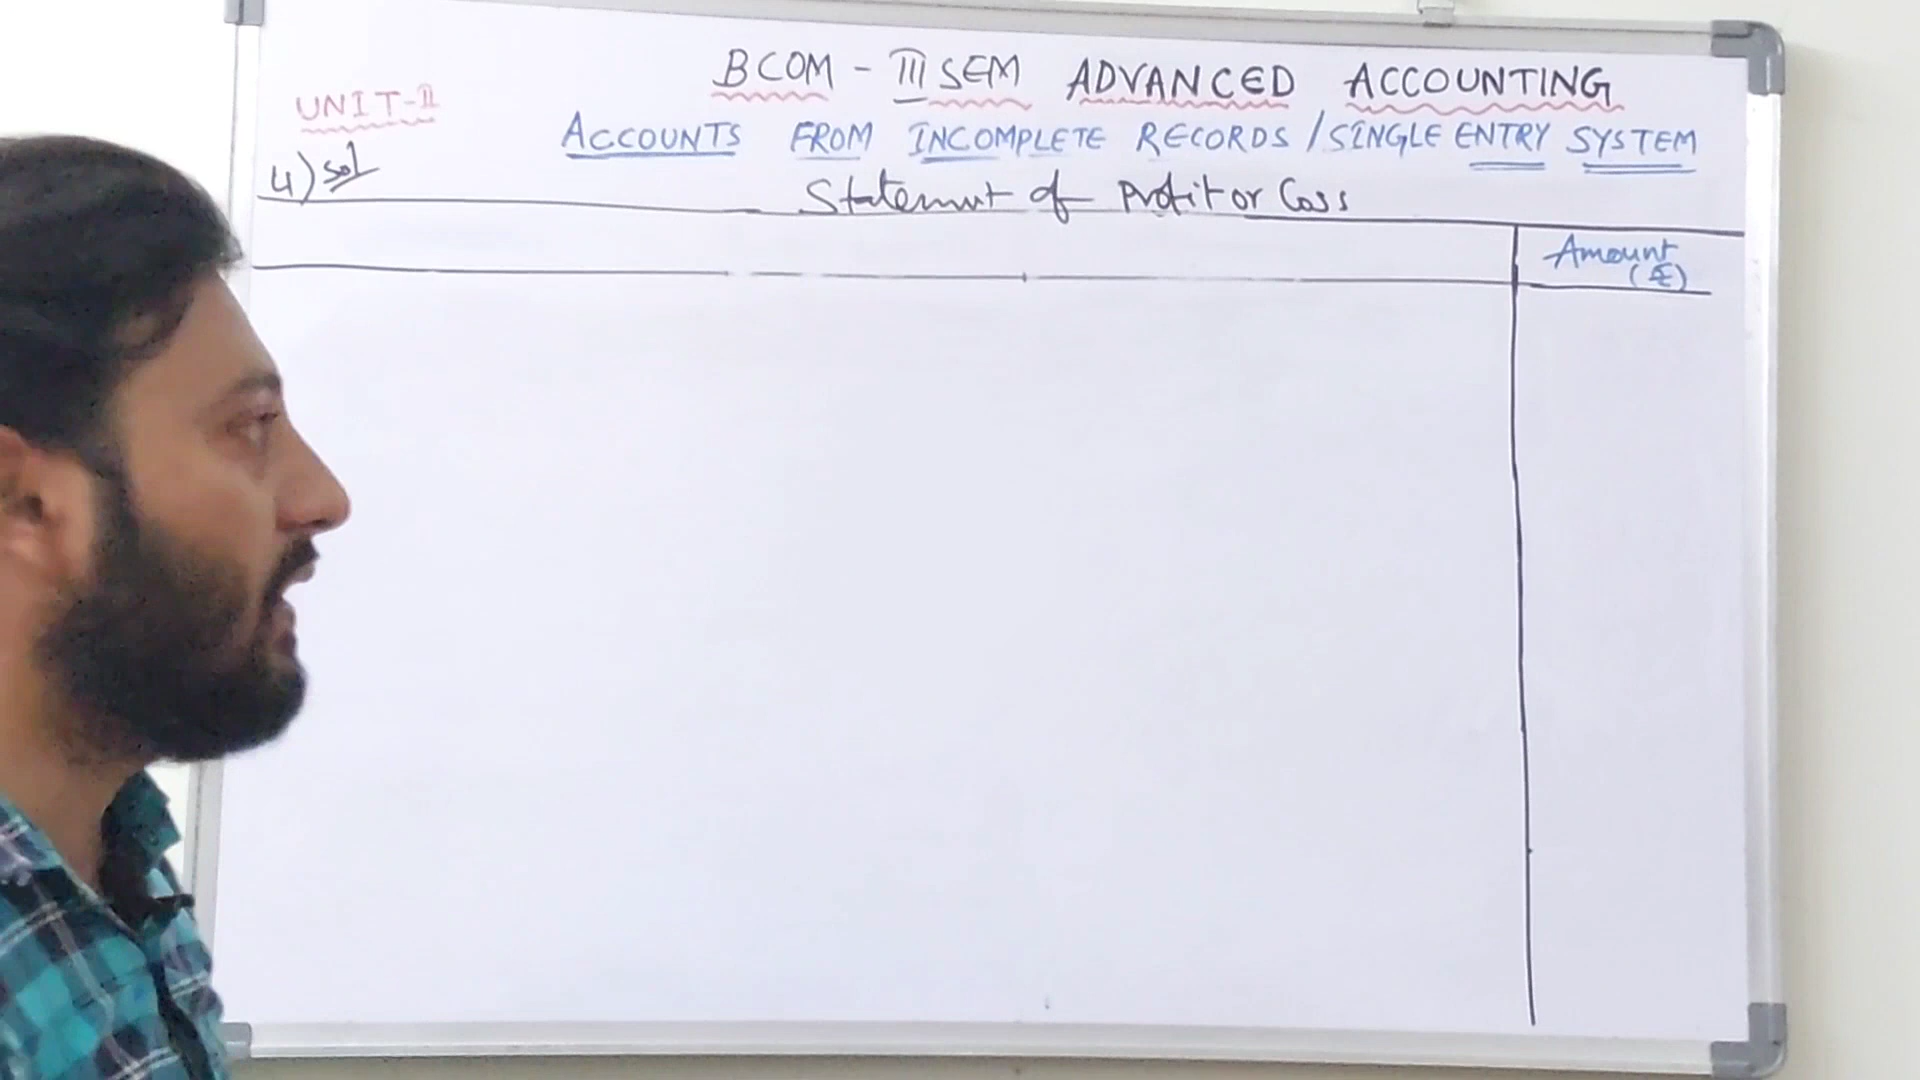 BCOM - III SEM ADVANCED ACCOUNTING
UNIT-II
ACCOUNTS FROM INCOMPLETE RECORDS / SINGLE ENTRY SYSTEM
4) Sol
Statement of Profit or Loss
Amount
(₹)